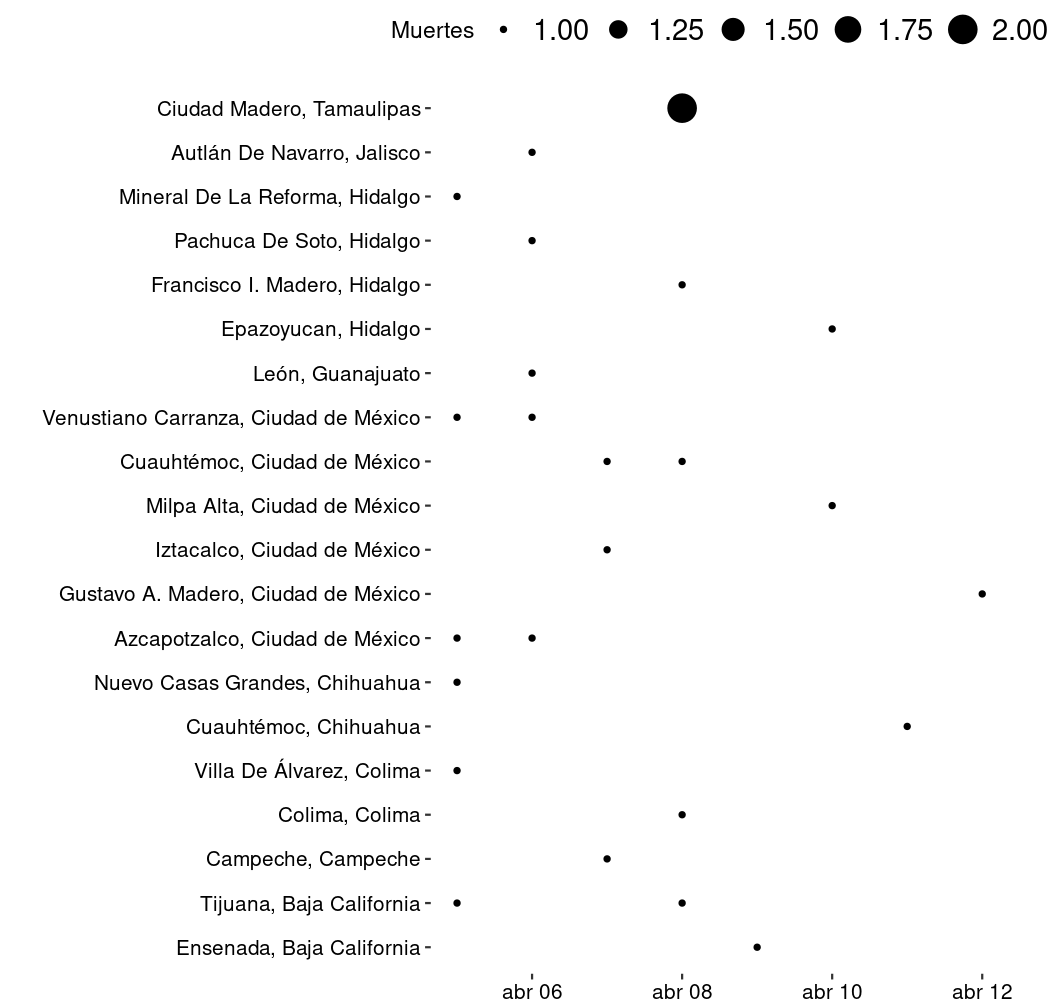 Muertes 1.00 1.25 1.50 1.75 2.00
Ciudad Madero, Tamaulipas
Autlán De Navarro, Jalisco
Mineral De La Reforma, Hidalgo
Pachuca De Soto, Hidalgo
Francisco I. Madero, Hidalgo
Epazoyucan, Hidalgo
León, Guanajuato
Venustiano Carranza, Ciudad de México
Cuauhtémoc, Ciudad de México
Milpa Alta, Ciudad de México
Iztacalco, Ciudad de México
Gustavo A. Madero, Ciudad de México
Azcapotzalco, Ciudad de México
Nuevo Casas Grandes, Chihuahua
Cuauhtémoc, Chihuahua
Villa De Álvarez, Colima
Colima, Colima
Campeche, Campeche
Tijuana, Baja California
Ensenada, Baja California
abr 06 abr 08 abr 10 abr 12